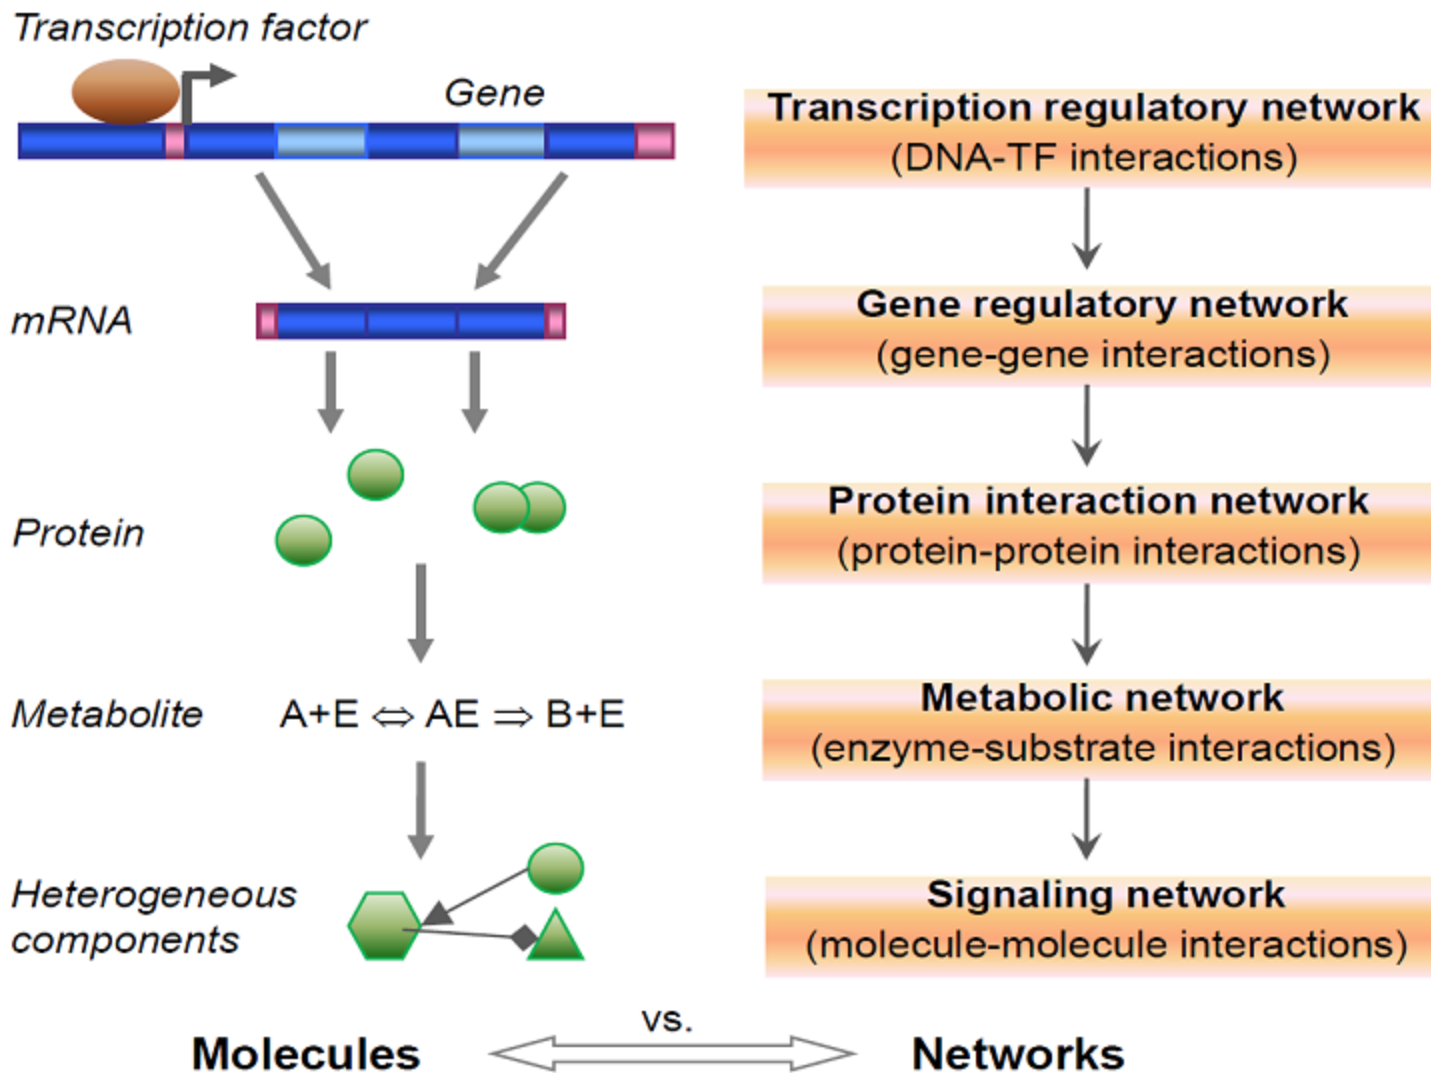 Transcription factor
Gene
Transcription regulatory network
(DNA-TF interactions)
mRNA
Gene regulatory network
(gene-gene interactions)
Protein
Protein interaction network
(protein-protein interactions)
Metabolite
A+E ⇔ AE ⇒ B+E
Metabolic network
(enzyme-substrate interactions)
Heterogeneous
components
Signaling network
(molecule-molecule interactions)
Molecules
vs.
Networks